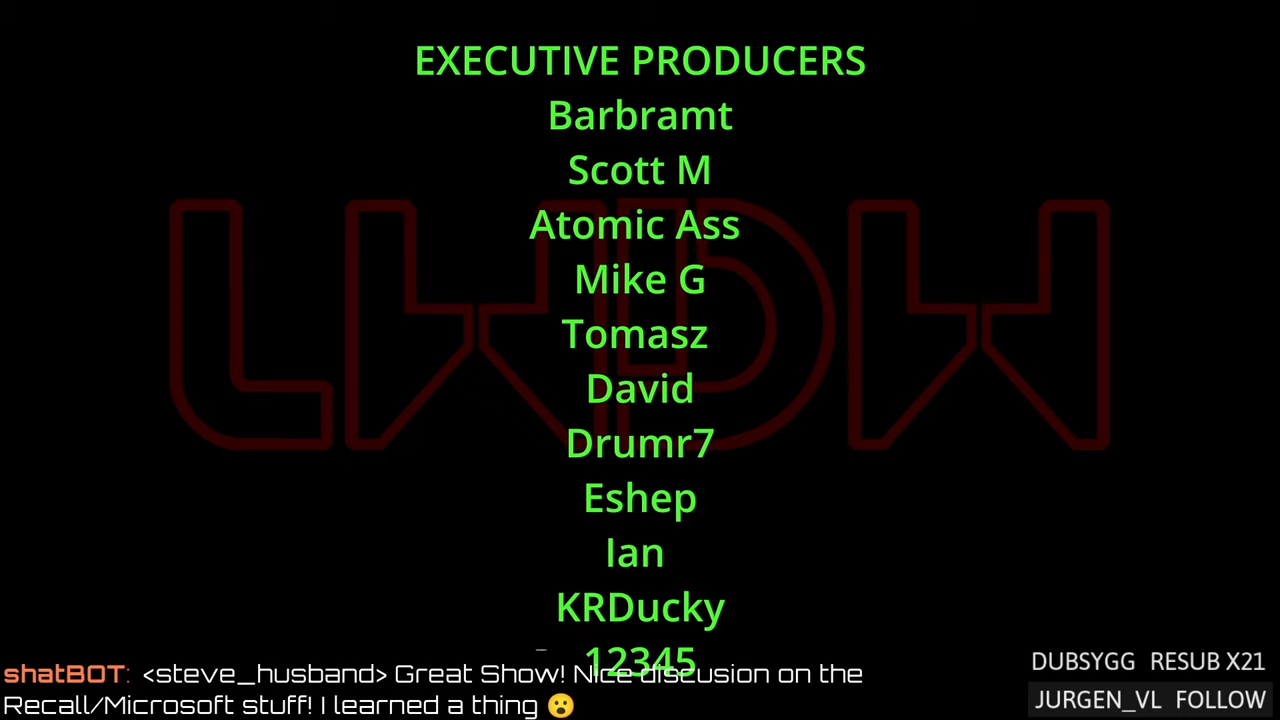 EXECUTIVE PRODUCERS
Barbramt
Scott M
Atomic Ass
Mike G
Tomasz
David
Drumr7
Eshep
Ian
KRDucky
12345
shatBOT: <steve_husband> Great Show! Nice discusion on the
Recall/Microsoft stuff! I learned a thing 😮
DUBSYGG RESUB X21
JURGEN_VL FOLLOW